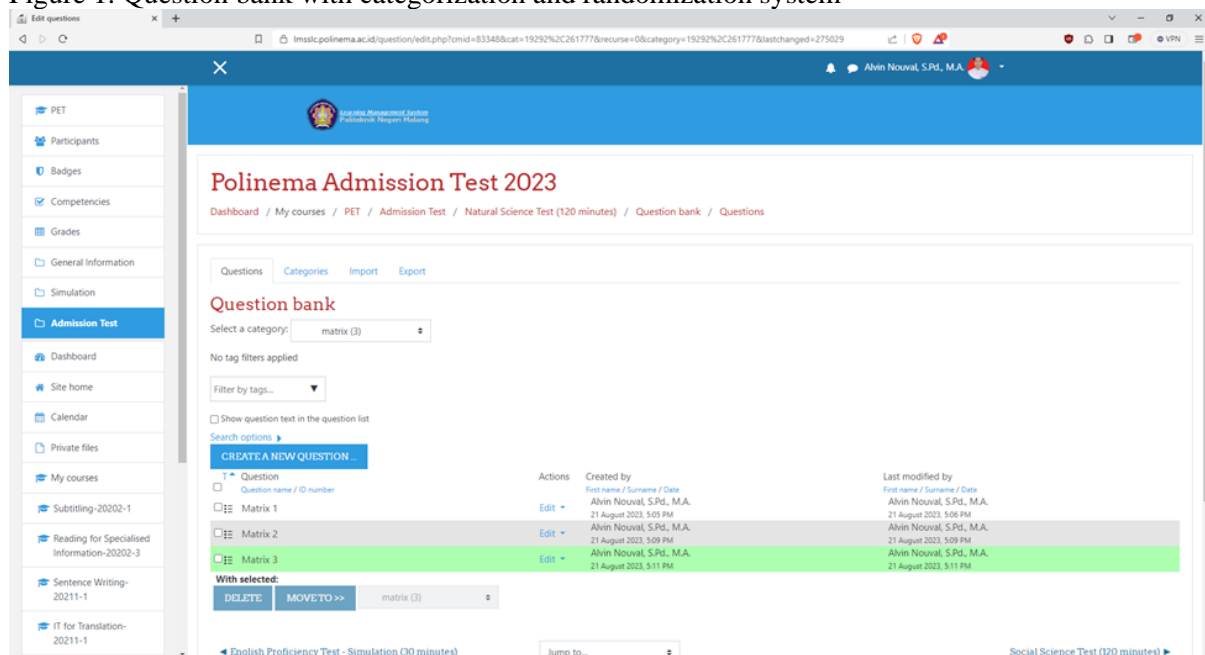 Figure 1. Question bank with categorization and randomization system
Edit questions × +
lmsslc.polinema.ac.id/question/edit.php?cmid=83348&cat=19292%2C261777&recurse=0&category=19292%2C261777&lastchanged=275029
VPN
Alvin Nouval, S.Pd., M.A.
Learning Management System
Politeknik Negeri Malang
PET
Participants
Badges
Competencies
Grades
General Information
Simulation
Admission Test
Dashboard
Site home
Calendar
Private files
My courses
Subtitling-20202-1
Reading for Specialised
Information-20202-3
Sentence Writing-
20211-1
IT for Translation-
20211-1
Polinema Admission Test 2023
Dashboard / My courses / PET / Admission Test / Natural Science Test (120 minutes) / Question bank / Questions
Questions Categories Import Export
Question bank
Select a category: matrix (3)
No tag filters applied
Filter by tags...
Show question text in the question list
Search options
CREATE A NEW QUESTION ...
T Question Actions Created by Last modified by
Question name / ID number First name / Surname / Date First name / Surname / Date
Matrix 1 Edit Alvin Nouval, S.Pd., M.A. Alvin Nouval, S.Pd., M.A.
21 August 2023, 5:05 PM 21 August 2023, 5:06 PM
Matrix 2 Edit Alvin Nouval, S.Pd., M.A. Alvin Nouval, S.Pd., M.A.
21 August 2023, 5:09 PM 21 August 2023, 5:09 PM
Matrix 3 Edit Alvin Nouval, S.Pd., M.A. Alvin Nouval, S.Pd., M.A.
21 August 2023, 5:11 PM 21 August 2023, 5:11 PM
With selected:
DELETE MOVE TO >> matrix (3)
◄ English Proficiency Test - Simulation (30 minutes) Jump to... Social Science Test (120 minutes) ►